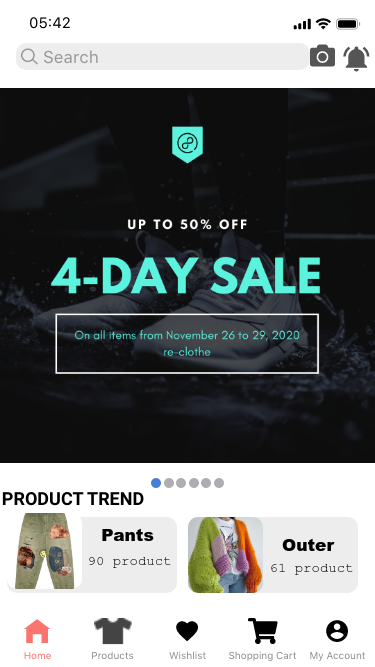 05:42
Search
UP TO 50% OFF
4-DAY SALE
On all items from November 26 to 29, 2020
re-clothe
PRODUCT TREND
Pants
90 product
Outer
61 product
Home
Products
Wishlist
Shopping Cart
My Account